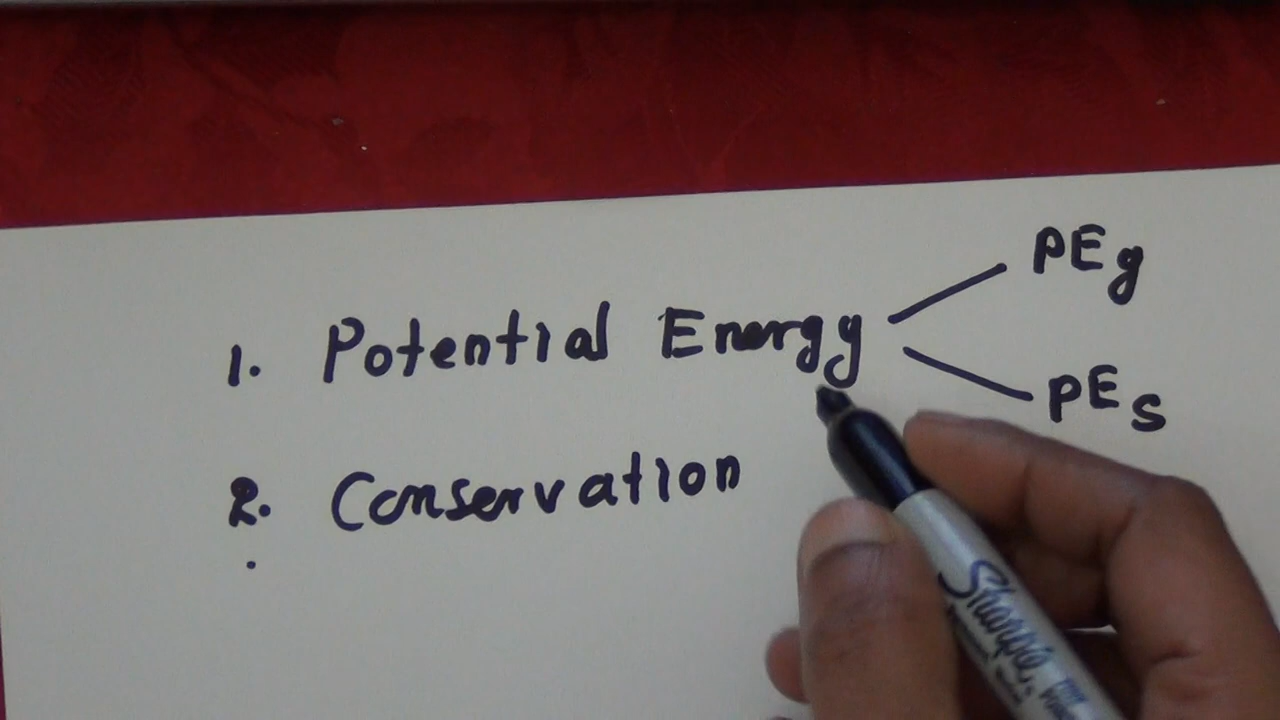 1. Potential Energy
PEg
PEs
2. Conservation
Sharpie